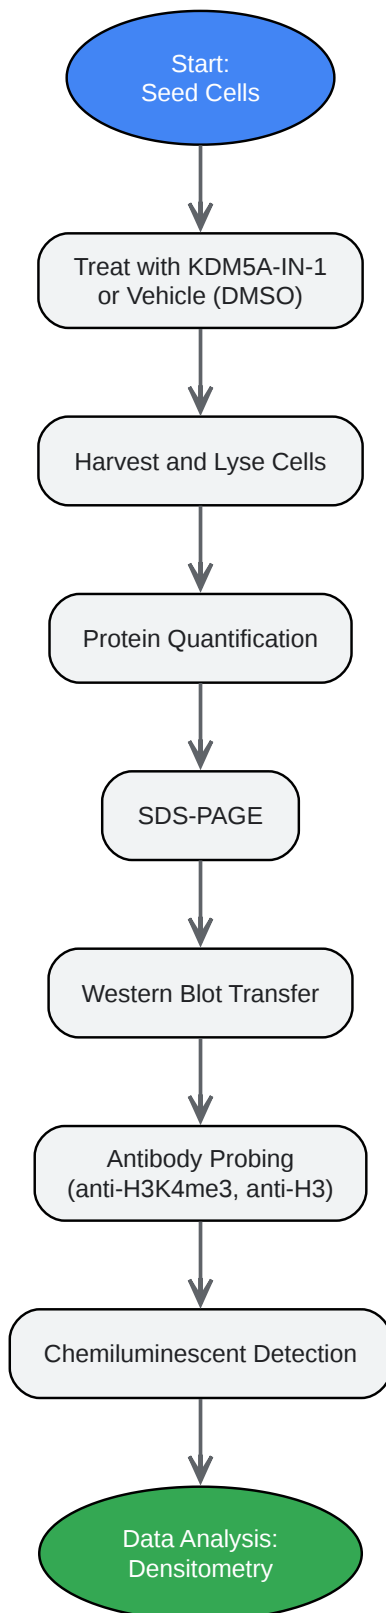 Start:
Seed Cells
Treat with KDM5A-IN-1
or Vehicle (DMSO)
Harvest and Lyse Cells
Protein Quantification
SDS-PAGE
Western Blot Transfer
Antibody Probing
(anti-H3K4me3, anti-H3)
Chemiluminescent Detection
Data Analysis:
Densitometry